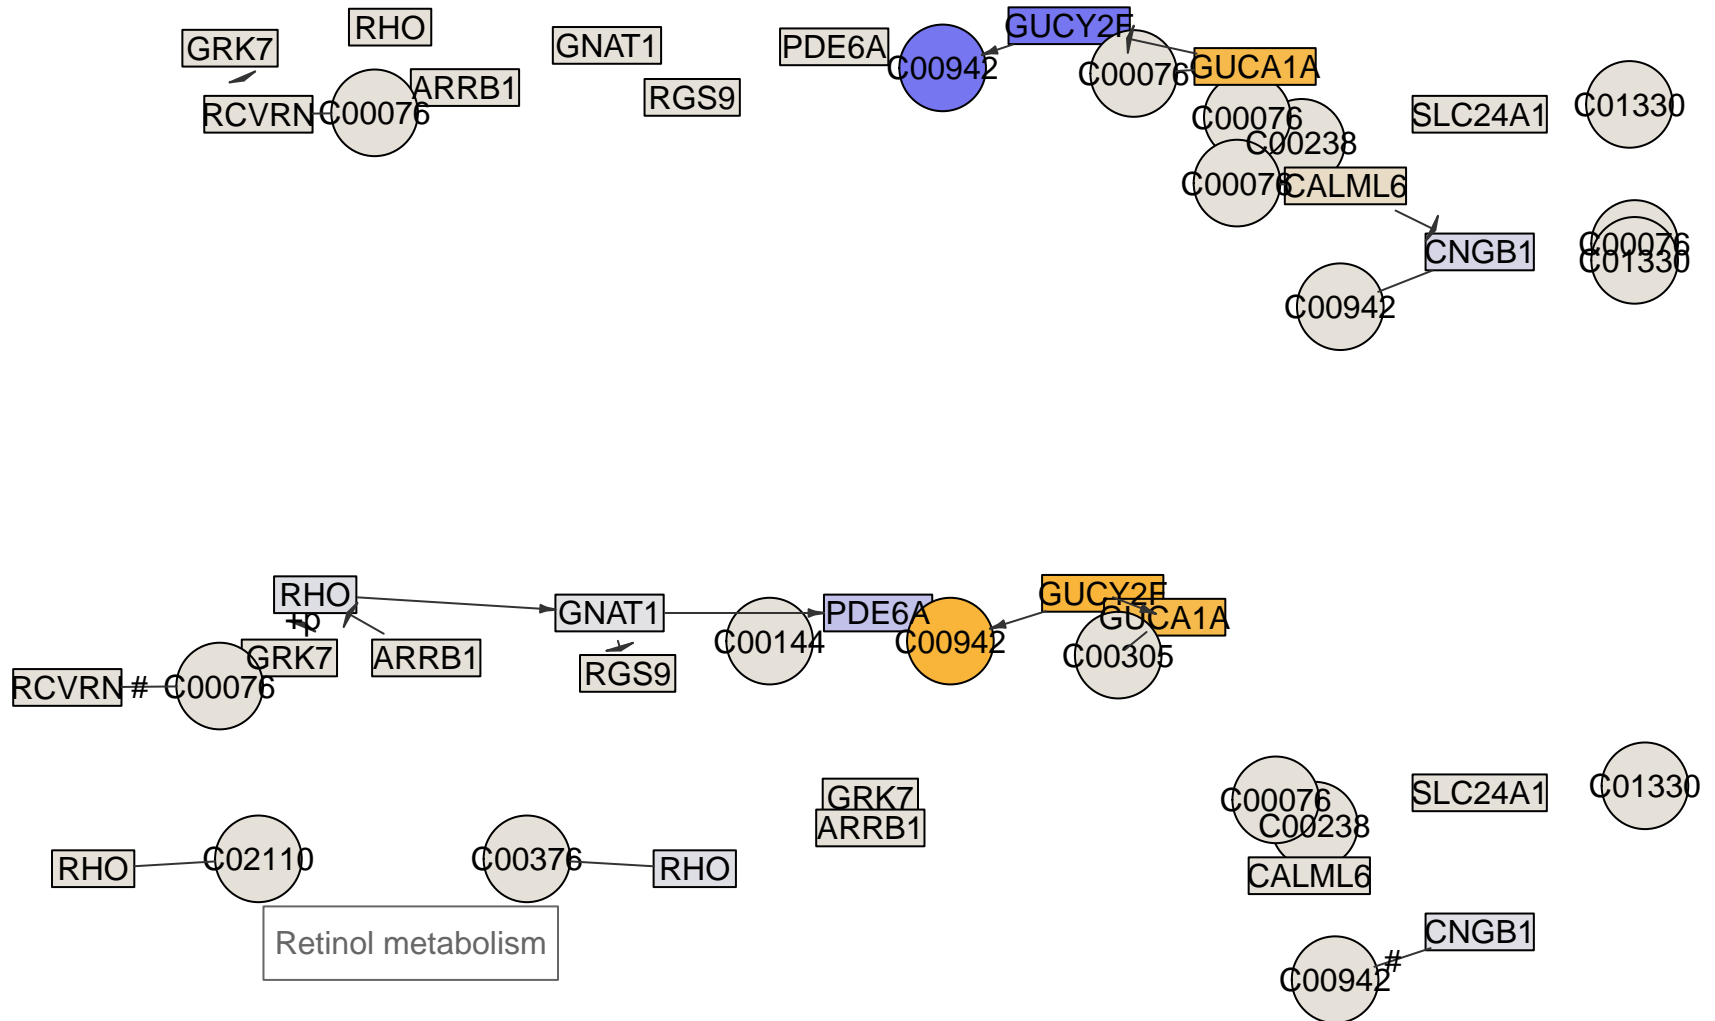 RHO
GRK7
GNAT1
PDE6A
GUCY2F
C00942
C00076
GUCA1A
ARRB1
RCVRN
C00076
RGS9
C00076
C00238
SLC24A1
C01330
C00076
CALML6
CNGB1
C00076
C01330
C00942
RHO
+p
GNAT1
PDE6A
GUCY2F
GUCA1A
GRK7
ARRB1
RGS9
C00144
C00942
C00305
RCVRN
#
C00076
GRK7
ARRB1
C00076
C00238
SLC24A1
C01330
RHO
C02110
C00376
RHO
CALML6
Retinol metabolism
CNGB1
#
C00942